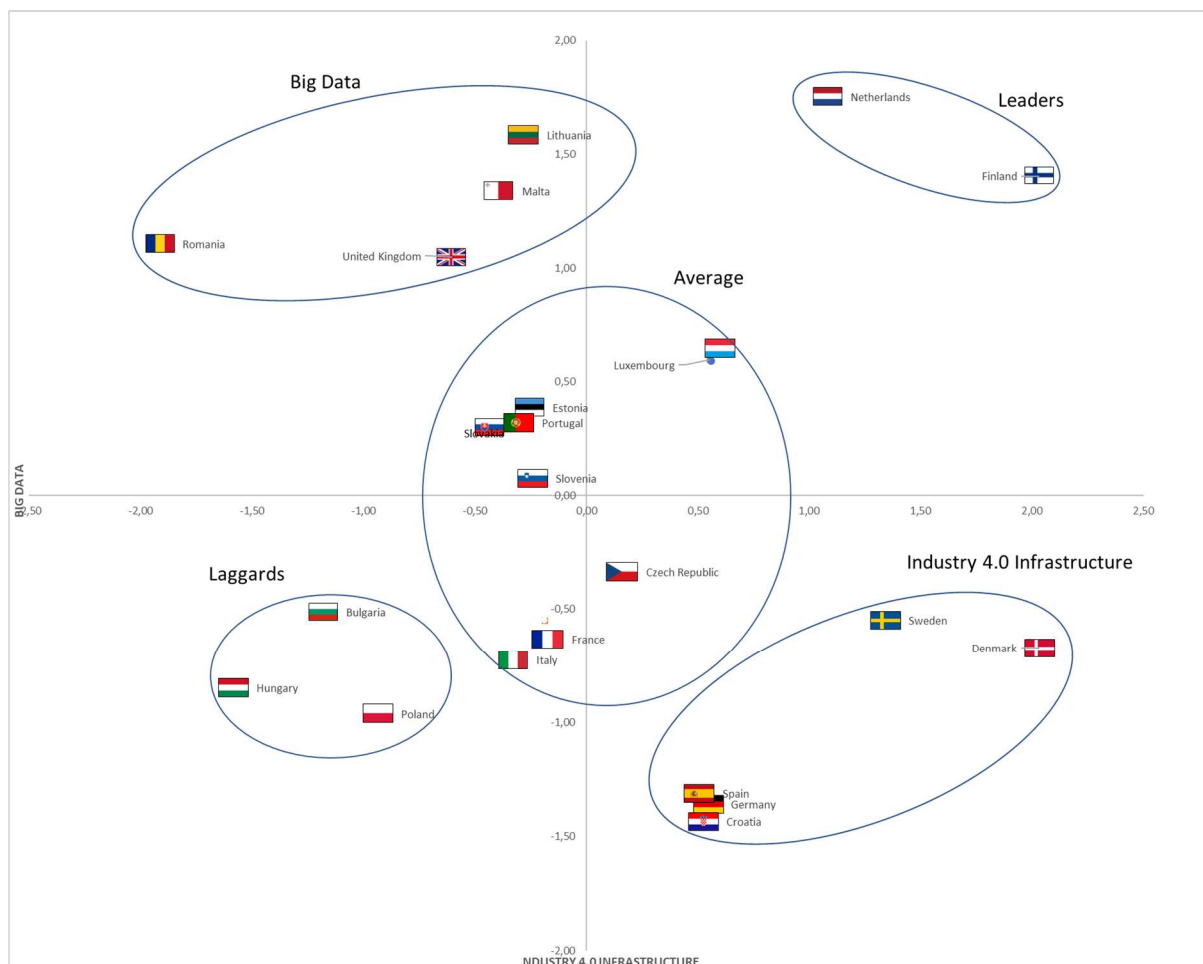 2,00
Big Data
Leaders
Netherlands
Lithuania
1,50
Finland
Malta
Romania
United Kingdom
1,00
Average
Luxembourg
0,50
Estonia
Portugal
Slovakia
Slovenia
BIG DATA
0,00
-2,00
-1,50
-1,00
-0,50
0,00
0,50
1,00
1,50
2,00
2,50
Industry 4.0 Infrastructure
Laggards
Czech Republic
-0,50
Bulgaria
Sweden
France
Denmark
Italy
Hungary
Poland
-1,00
Spain
Germany
Croatia
-1,50
-2,00
NDUSTRY 4.0 INFRASTRUCTURE